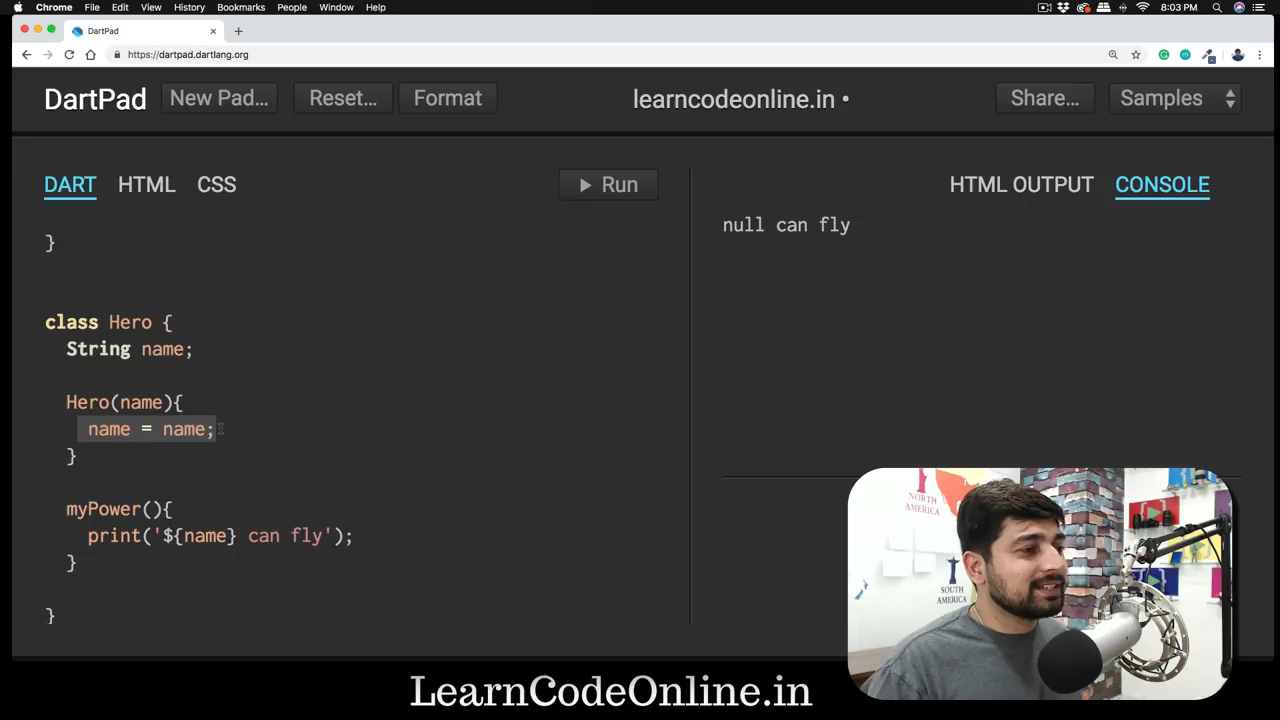 Chrome File Edit View History Bookmarks People Window Help 8:03 PM
DartPad
https://dartpad.dartlang.org
DartPad New Pad... Reset... Format learncodeonline.in • Share... Samples
DART HTML CSS Run HTML OUTPUT CONSOLE
null can fly
}
class Hero {
String name;
Hero(name){
name = name;
}
myPower(){
print('${name} can fly');
}
}
NORTH
AMERICA
SOUTH
AMERICA
LearnCodeOnline.in